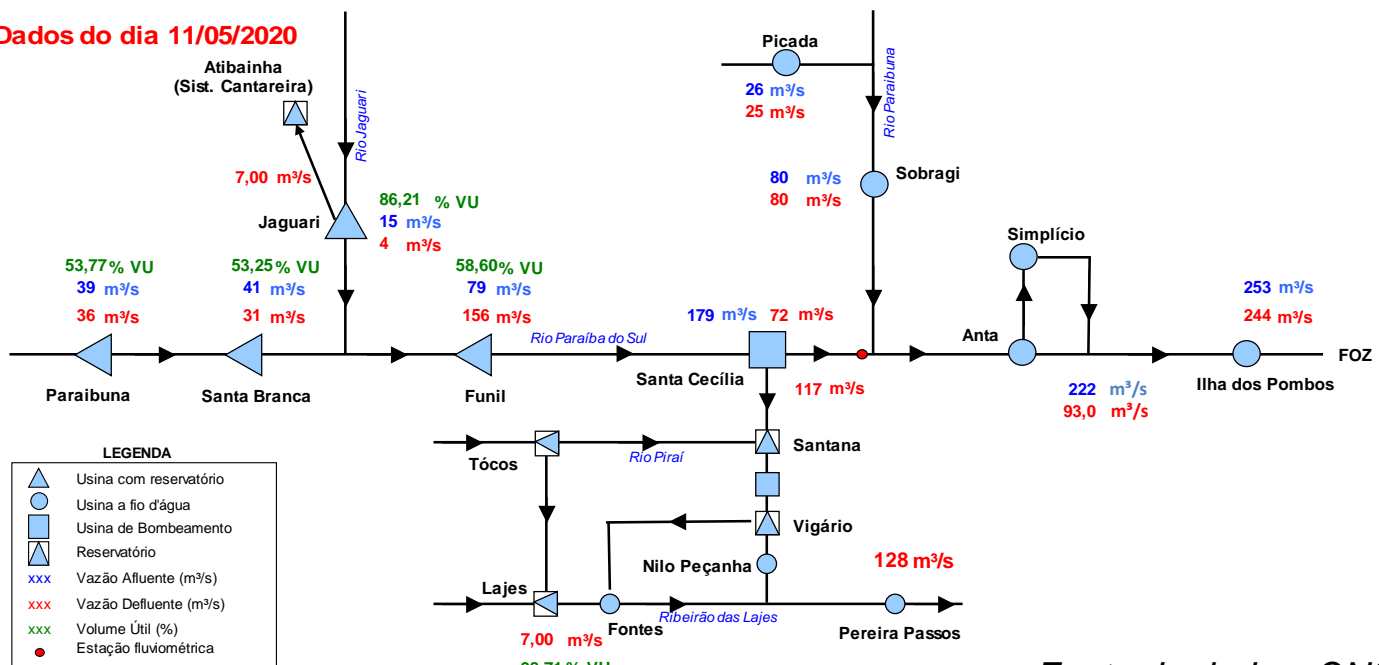 Dados do dia 11/05/2020
Atibainha
(Sist. Cantareira)
Rio Jaguari
7,00 m³/s
Jaguari
86,21 % VU
15 m³/s
4 m³/s
Picada
26 m³/s
25 m³/s
Rio Paraibuna
80 m³/s
80 m³/s
Sobragi
Simplício
53,77% VU
39 m³/s
36 m³/s
Paraibuna
53,25% VU
41 m³/s
31 m³/s
Santa Branca
58,60% VU
79 m³/s
156 m³/s
Funil
Rio Paraíba do Sul
179 m³/s 72 m³/s
Santa Cecília
117 m³/s
Anta
222 m³/s
93,0 m³/s
253 m³/s
244 m³/s
Ilha dos Pombos
FOZ
Tócos
Rio Piraí
Santana
Vigário
Nilo Peçanha
128 m³/s
Lajes
7,00 m³/s
Fontes
Ribeirão das Lajes
Pereira Passos
LEGENDA
Usina com reservatório
Usina a fio d'água
Usina de Bombeamento
Reservatório
xxx Vazão Afluente (m³/s)
xxx Vazão Defluente (m³/s)
xxx Volume Útil (%)
Estação fluviométrica